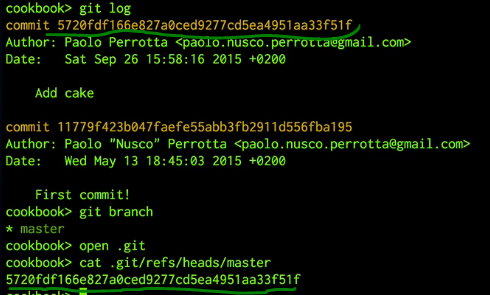 cookbook> git log
commit 5720fdf166e827a0ced9277cd5ea4951aa33f51f
Author: Paolo Perrotta <paolo.nusco.perrotta@gmail.com>
Date:   Sat Sep 26 15:58:16 2015 +0200
    Add cake
commit 11779f423b047faefe55abb3fb2911d556fba195
Author: Paolo "Nusco" Perrotta <paolo.nusco.perrotta@gmail.com>
Date:   Wed May 13 18:45:03 2015 +0200
    First commit!
cookbook> git branch
* master
cookbook> open .git
cookbook> cat .git/refs/heads/master
5720fdf166e827a0ced9277cd5ea4951aa33f51f
cookbook>